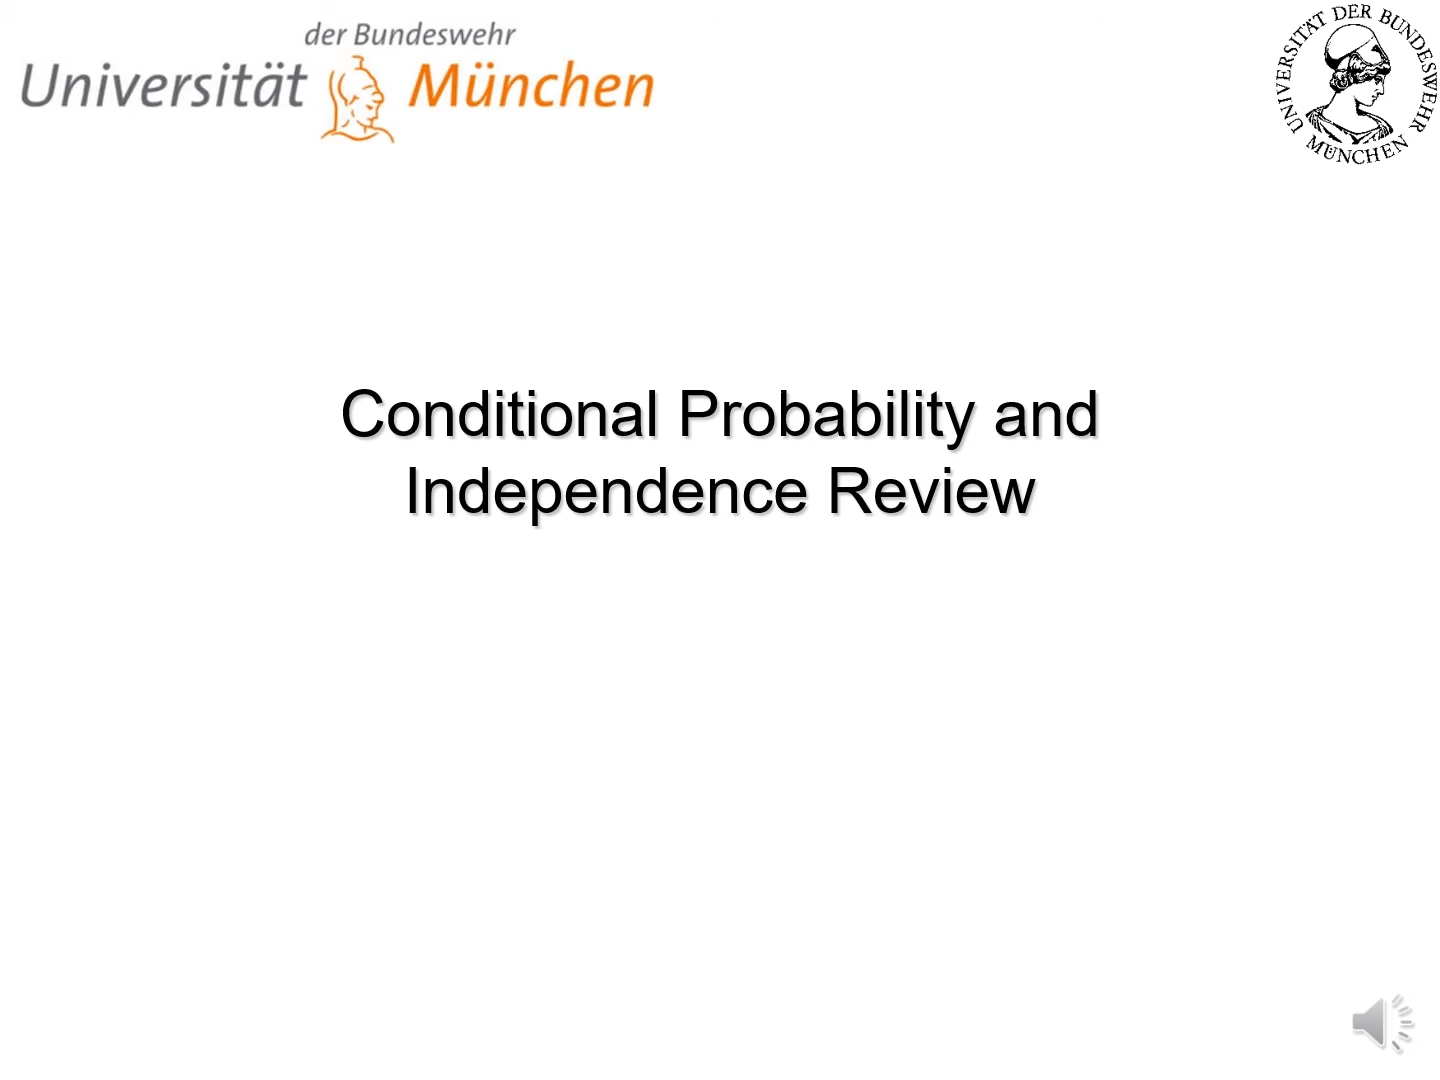 der Bundeswehr
Universität München
UNIVERSITÄT DER BUNDESWEHR
MÜNCHEN
Conditional Probability and
Independence Review